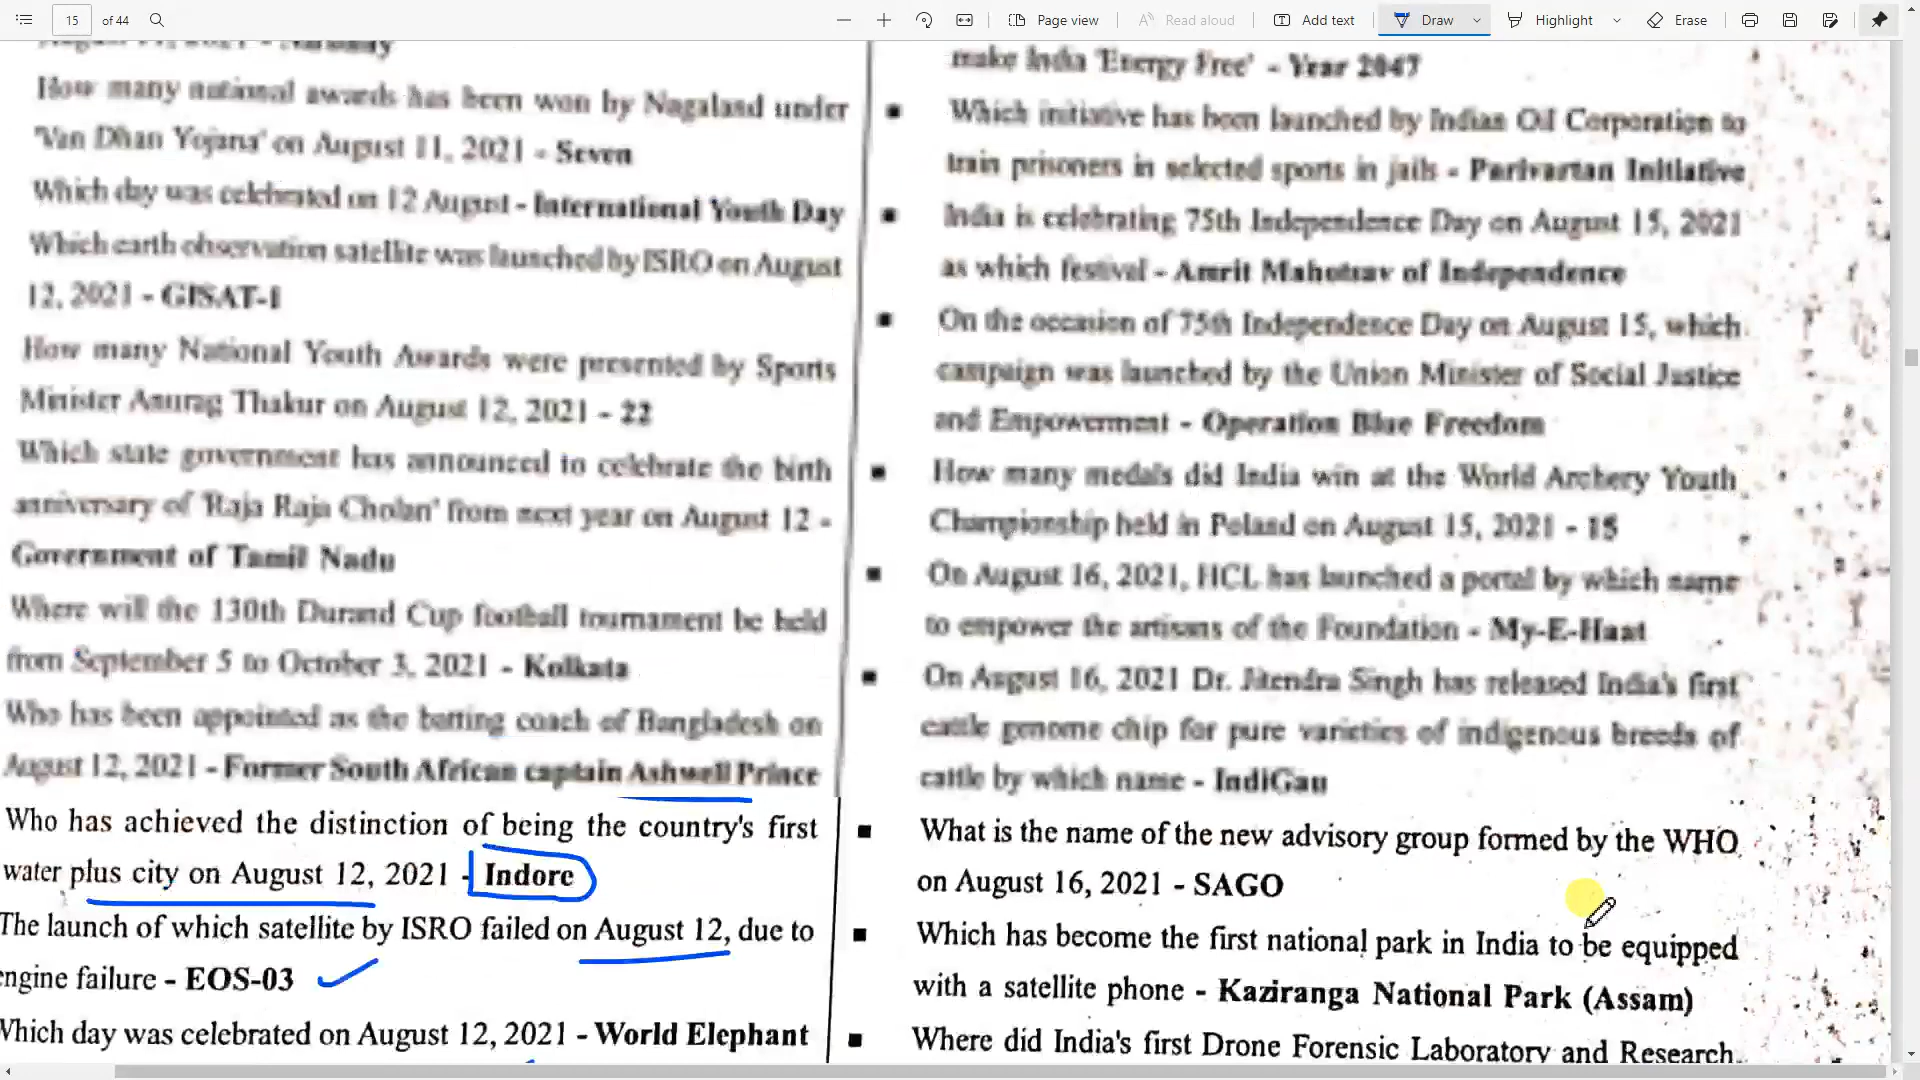 15 of 44
Page view
Read aloud
Add text
Draw
Highlight
Erase
How many national awards has been won by Nagaland under
'Van Dhan Yojana' on August 11, 2021 - Seven
Which day was celebrated on 12 August - International Youth Day
Which earth observation satellite was launched by ISRO on August
12, 2021 - GISAT-1
How many National Youth Awards were presented by Sports
Minister Anurag Thakur on August 12, 2021 - 22
Which state government has announced to celebrate the birth
anniversary of 'Raja Raja Cholan' from next year on August 12 -
Government of Tamil Nadu
Where will the 130th Durand Cup football tournament be held
from September 5 to October 3, 2021 - Kolkata
Who has been appointed as the batting coach of Bangladesh on
August 12, 2021 - Former South African captain Ashwell Prince
Who has achieved the distinction of being the country's first
water plus city on August 12, 2021 - Indore
The launch of which satellite by ISRO failed on August 12, due to
engine failure - EOS-03
Which day was celebrated on August 12, 2021 - World Elephant
make India 'Energy Free' - Year 2047
■ Which initiative has been launched by Indian Oil Corporation to
train prisoners in selected sports in jails - Parivartan Initiative
■ India is celebrating 75th Independence Day on August 15, 2021
as which festival - Amrit Mahotsav of Independence
■ On the occasion of 75th Independence Day on August 15, which
campaign was launched by the Union Minister of Social Justice
and Empowerment - Operation Blue Freedom
■ How many medals did India win at the World Archery Youth
Championship held in Poland on August 15, 2021 - 15
■ On August 16, 2021, HCL has launched a portal by which name
to empower the artisans of the Foundation - My-E-Haat
■ On August 16, 2021 Dr. Jitendra Singh has released India's first
cattle genome chip for pure varieties of indigenous breeds of
cattle by which name - IndiGau
■ What is the name of the new advisory group formed by the WHO
on August 16, 2021 - SAGO
■ Which has become the first national park in India to be equipped
with a satellite phone - Kaziranga National Park (Assam)
■ Where did India's first Drone Forensic Laboratory and Research